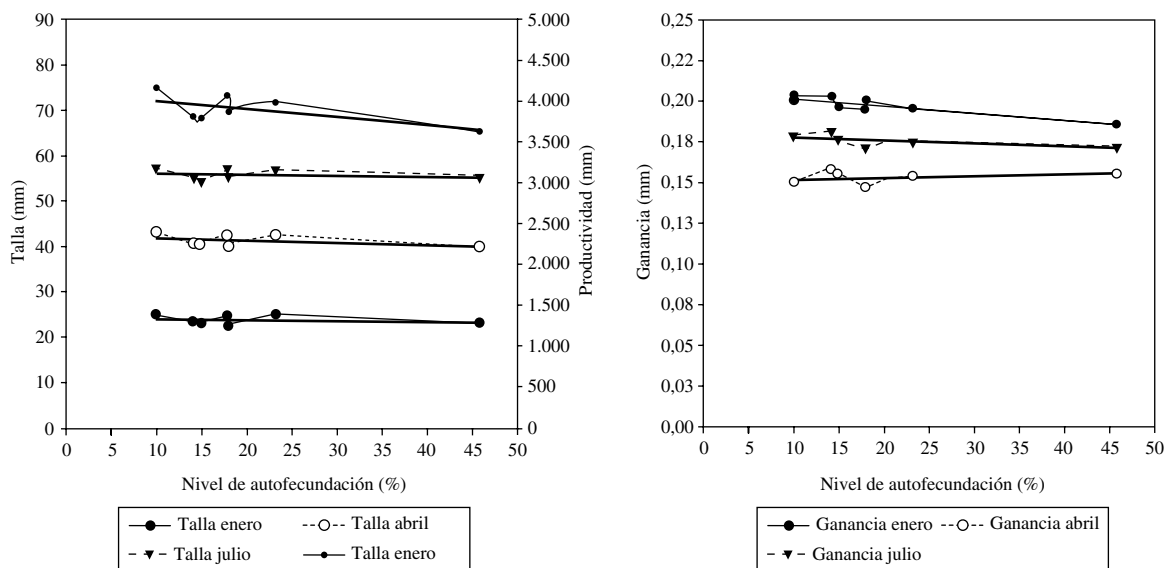 90
80
70
60
50
40
30
20
10
0
Talla (mm)
5.000
4.500
4.000
3.500
3.000
2.500
2.000
1.500
1.000
500
0
Productividad (mm)
0 5 10 15 20 25 30 35 40 45 50
Nivel de autofecundación (%)
Talla enero Talla abril
Talla julio Talla enero
0,25
0,23
0,20
0,18
0,15
0,13
0,10
0,08
0,05
0,03
0,00
Ganancia (mm)
0 5 10 15 20 25 30 35 40 45 50
Nivel de autofecundación (%)
Ganancia enero Ganancia abril
Ganancia julio